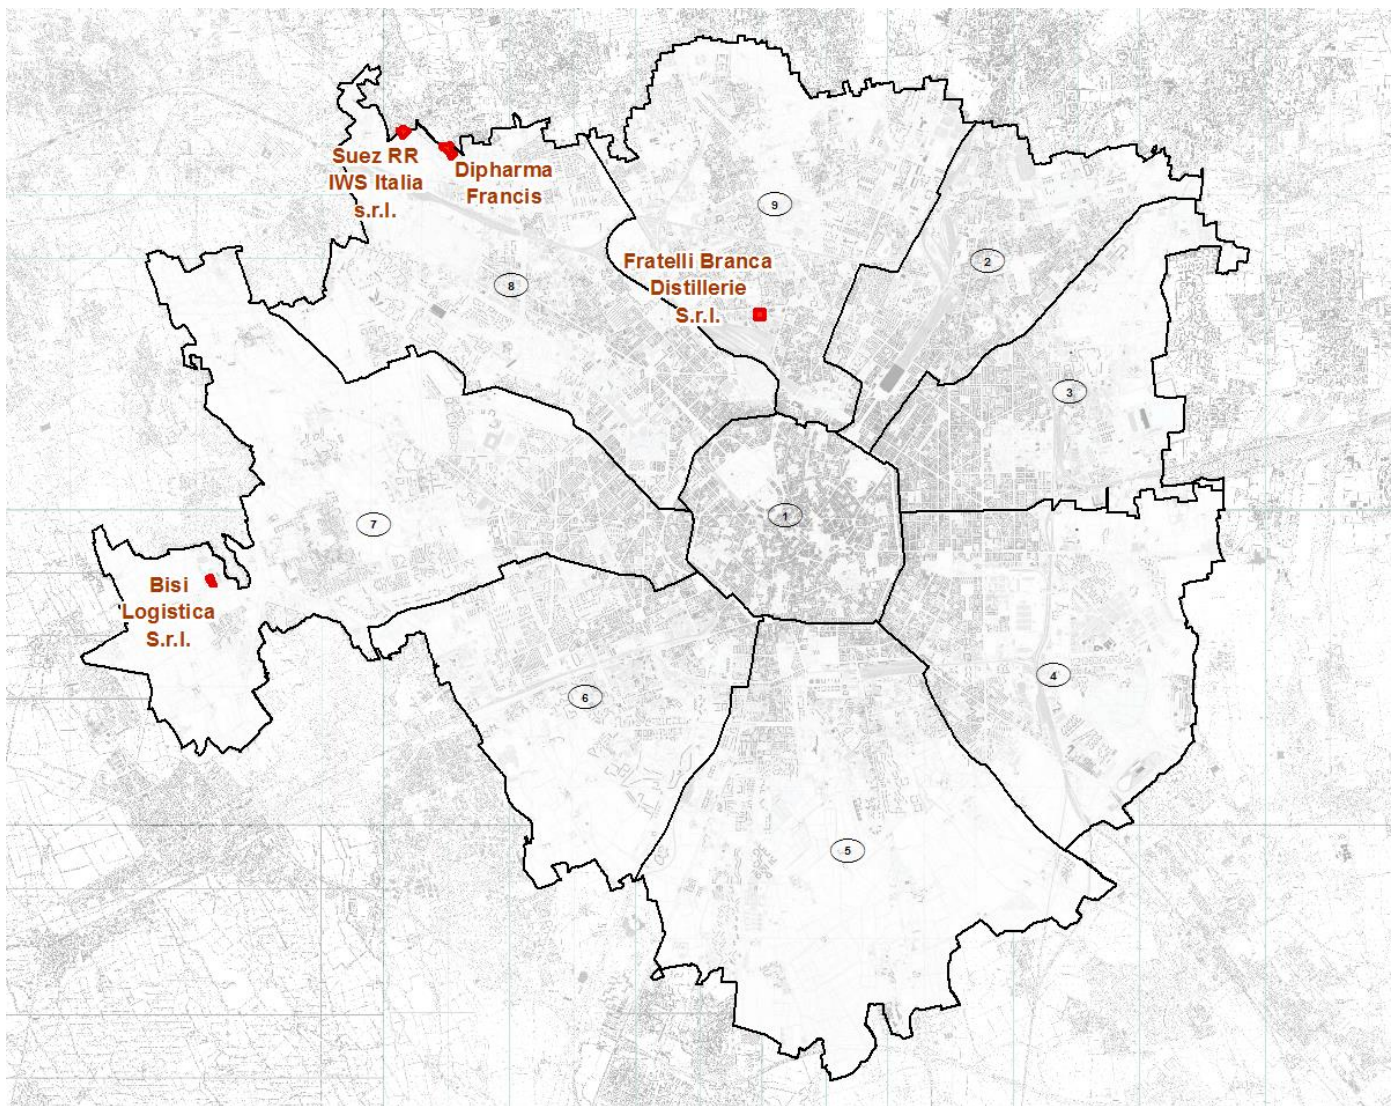 Suez RR
IWS Italia
s.r.l.
Dipharma
Francis
9
Fratelli Branca
Distillerie
S.r.l.
2
8
3
1
7
Bisi
Logistica
S.r.l.
4
6
5